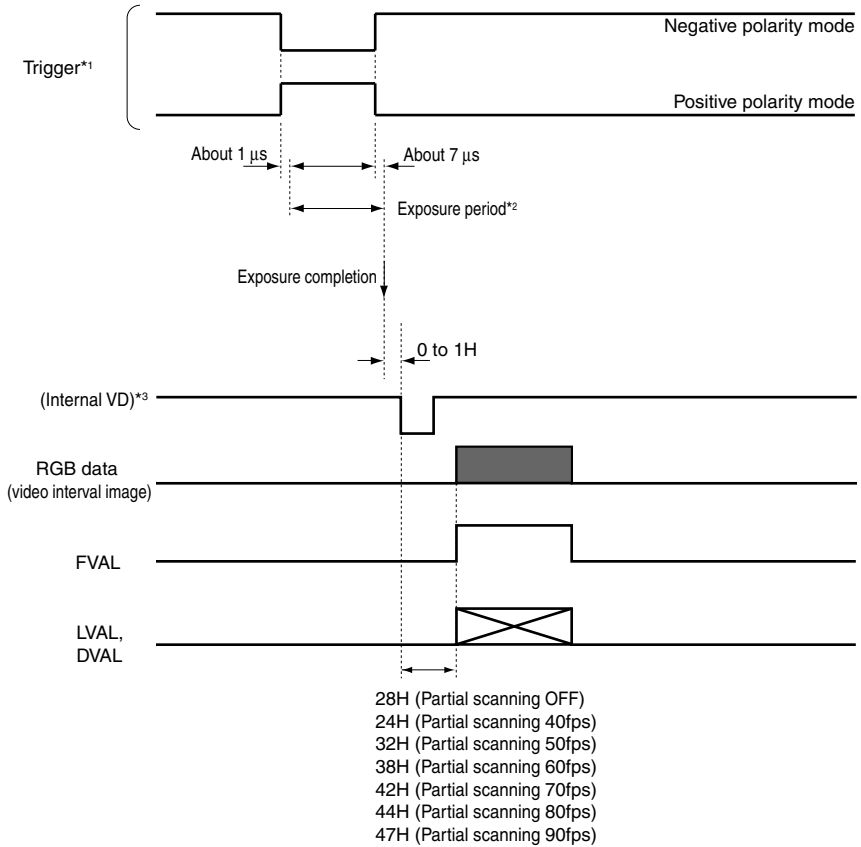 Negative polarity mode
Trigger*1
Positive polarity mode
About 1 μs
About 7 μs
Exposure period*2
Exposure completion
0 to 1H
(Internal VD)*3
RGB data
(video interval image)
FVAL
LVAL,
DVAL
28H (Partial scanning OFF)
24H (Partial scanning 40fps)
32H (Partial scanning 50fps)
38H (Partial scanning 60fps)
42H (Partial scanning 70fps)
44H (Partial scanning 80fps)
47H (Partial scanning 90fps)